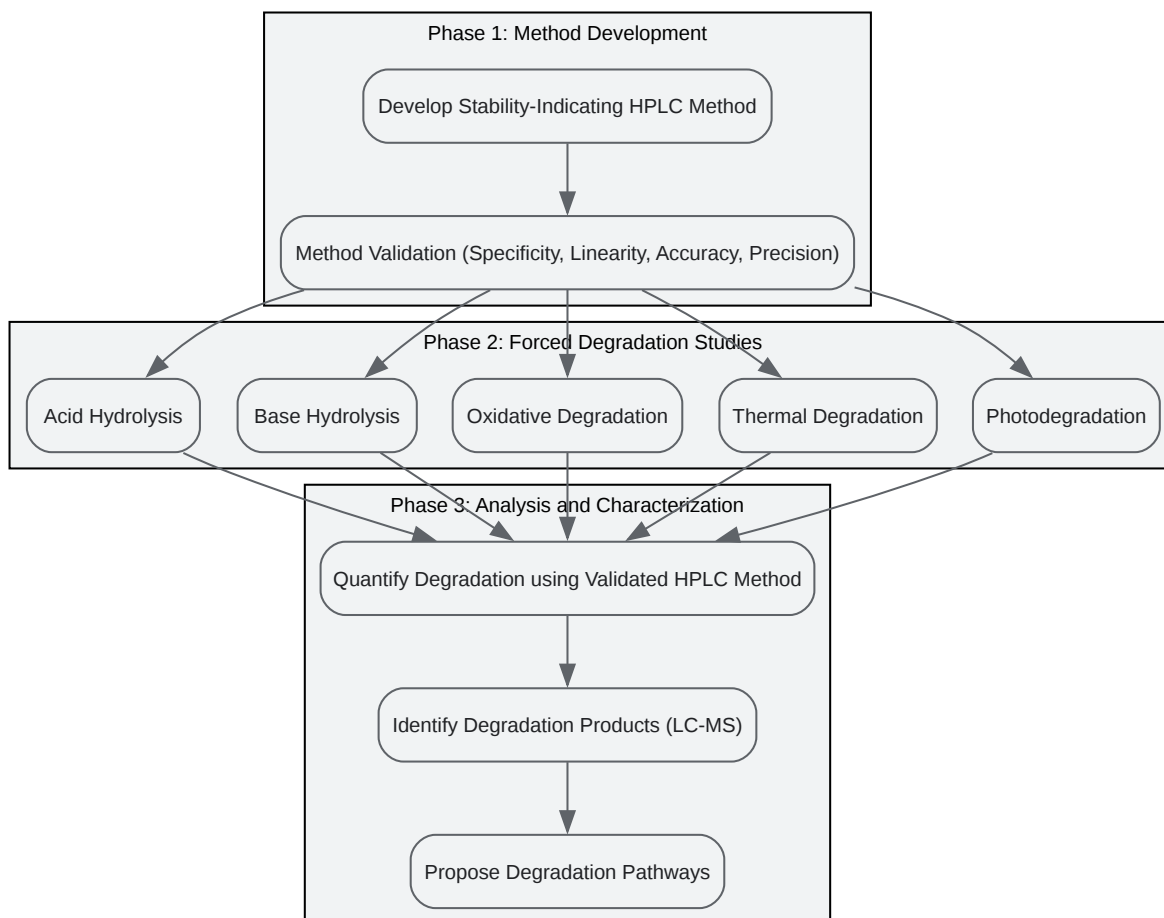 Phase 1: Method Development
Develop Stability-Indicating HPLC Method
Method Validation (Specificity, Linearity, Accuracy, Precision)
Phase 2: Forced Degradation Studies
Acid Hydrolysis
Base Hydrolysis
Oxidative Degradation
Thermal Degradation
Photodegradation
Phase 3: Analysis and Characterization
Quantify Degradation using Validated HPLC Method
Identify Degradation Products (LC-MS)
Propose Degradation Pathways